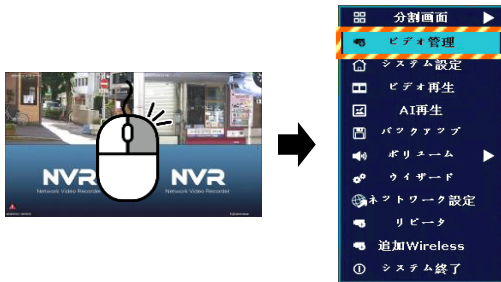 NVR
Network Video Recorder
NVR
Network Video Recorder
分割画面
ビデオ管理
システム設定
ビデオ再生
AI再生
バックアップ
ボリューム
ウイザード
ネットワーク設定
リピータ
追加Wireless
システム終了